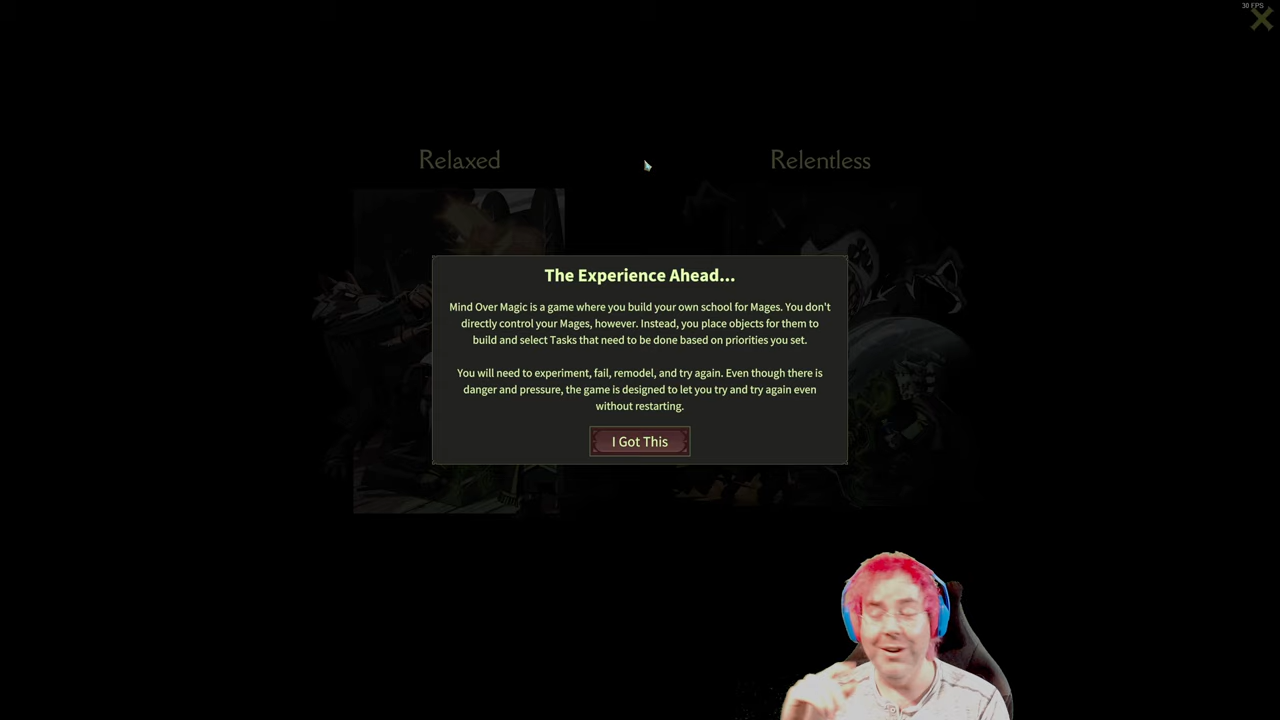 30 FPS
Relaxed
Relentless
The Experience Ahead...
Mind Over Magic is a game where you build your own school for Mages. You don't
directly control your Mages, however. Instead, you place objects for them to
build and select Tasks that need to be done based on priorities you set.
You will need to experiment, fail, remodel, and try again. Even though there is
danger and pressure, the game is designed to let you try and try again even
without restarting.
I Got This